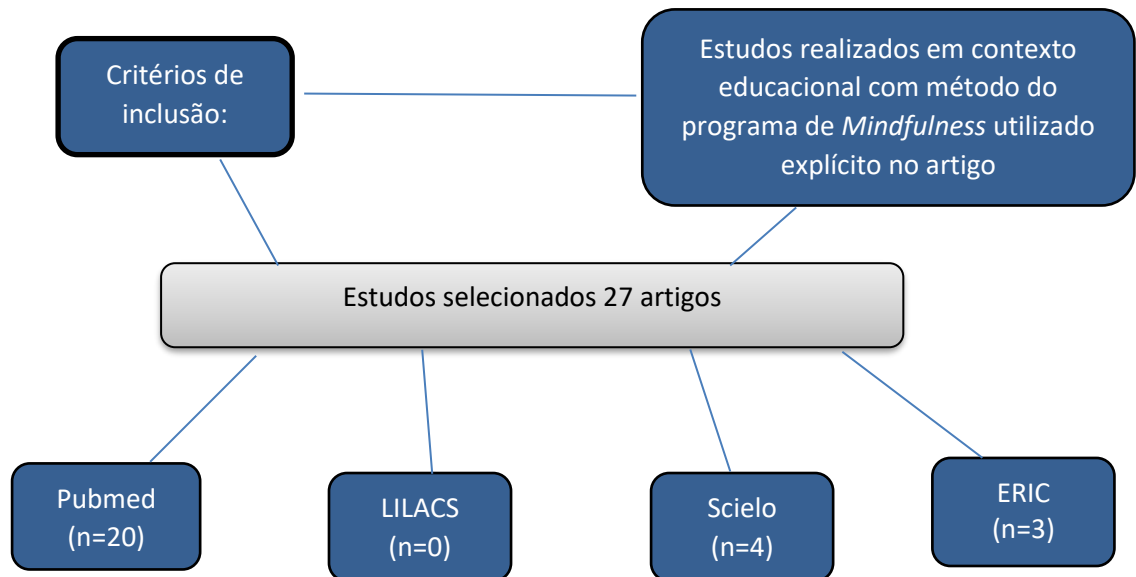 Critérios de
inclusão:
Estudos realizados em contexto
educacional com método do
programa de Mindfulness utilizado
explícito no artigo
Estudos selecionados 27 artigos
Pubmed
(n=20)
LILACS
(n=0)
Scielo
(n=4)
ERIC
(n=3)